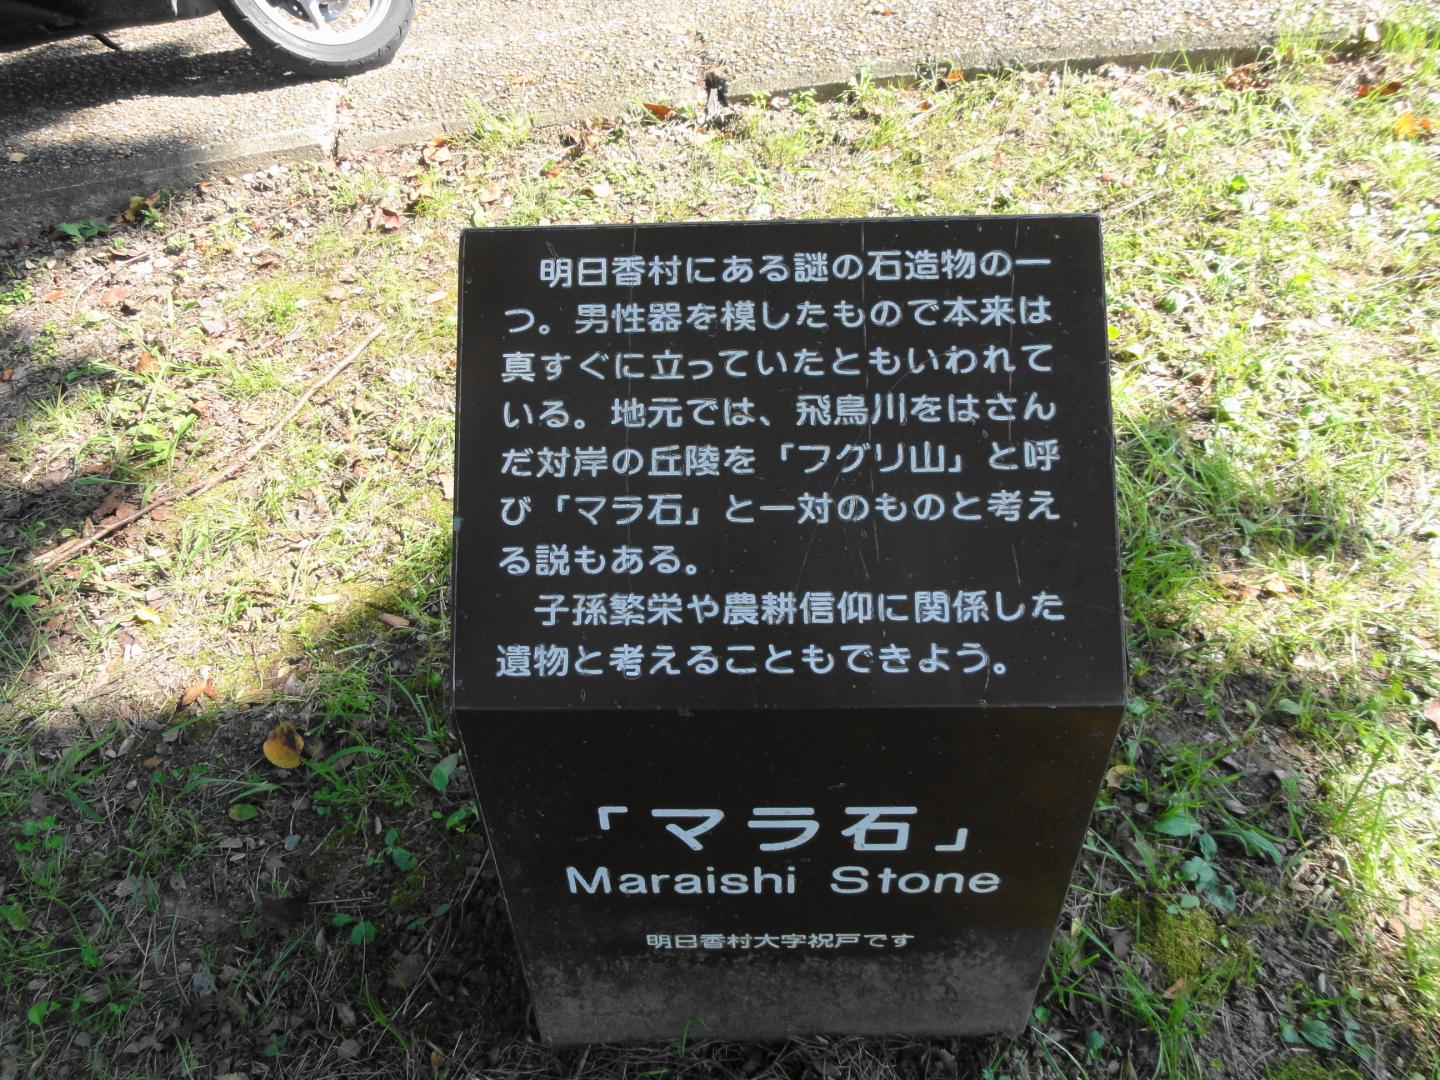 明日香村にある謎の石造物の一
つ。男性器を模したもので本来は
真すぐに立っていたともいわれて
いる。地元では、飛鳥川をはさん
だ対岸の丘陵を「フグリ山」と呼
び「マラ石」と一対のものと考え
る説もある。
子孫繁栄や農耕信仰に関係した
遺物と考えることもできよう。
「マラ石」
Maraishi Stone
明日香村大字祝戸です